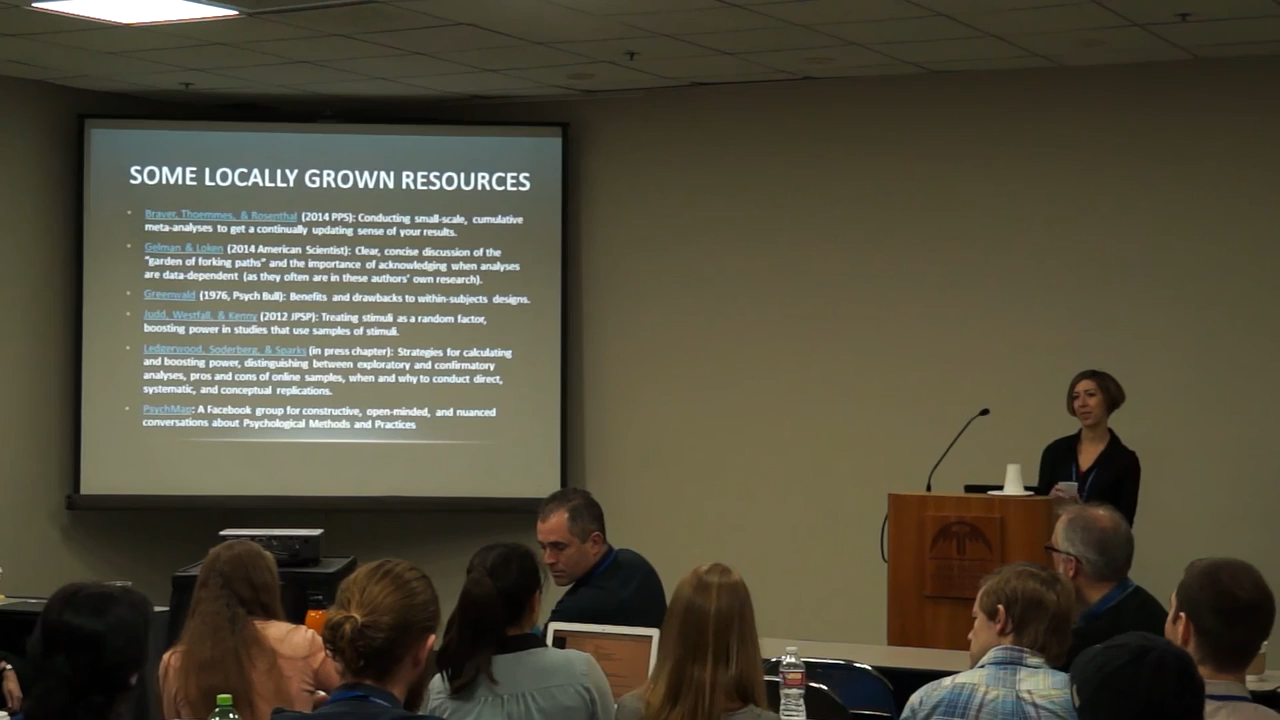 SOME LOCALLY GROWN RESOURCES
Braver, Thoemmes, & Rosenthal (2014 PPS): Conducting small-scale, cumulative
meta-analyses to get a continually updating sense of your results.
Gelman & Loken (2014 American Scientist): Clear, concise discussion of the
"garden of forking paths" and the importance of acknowledging when analyses
are data-dependent (as they often are in these authors' own research).
Greenwald (1976, Psych Bull): Benefits and drawbacks to within-subjects designs.
Judd, Westfall, & Kenny (2012 JPSP): Treating stimuli as a random factor,
boosting power in studies that use samples of stimuli.
Ledgerwood, Soderberg, & Sparks (in press chapter): Strategies for calculating
and boosting power, distinguishing between exploratory and confirmatory
analyses, pros and cons of online samples, when and why to conduct direct,
systematic, and conceptual replications.
PsychMap: A Facebook group for constructive, open-minded, and nuanced
conversations about Psychological Methods and Practices